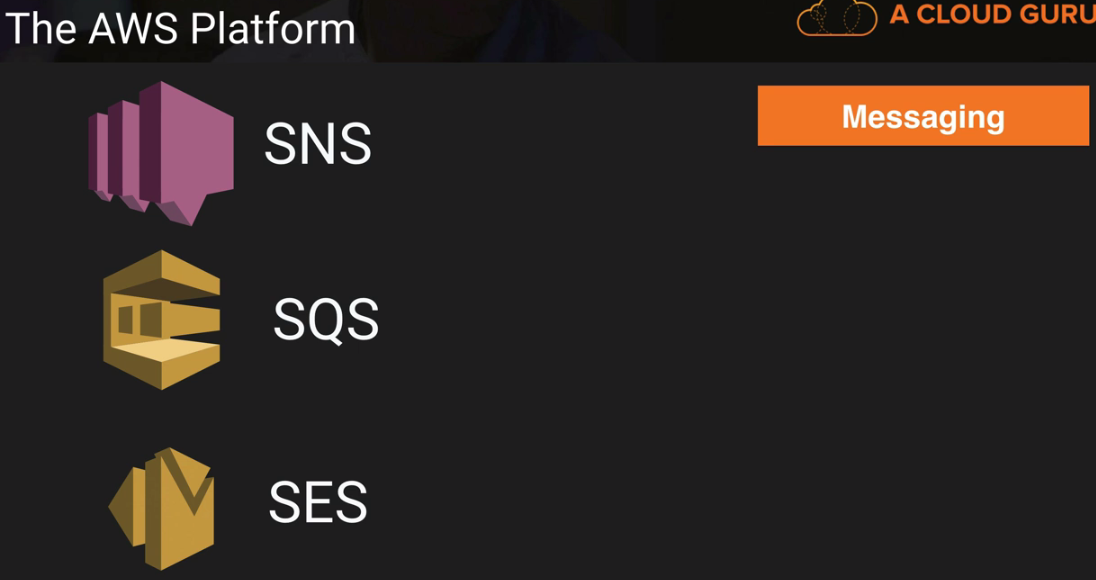 The AWS Platform
A CLOUD GURU
SNS
Messaging
SQS
SES